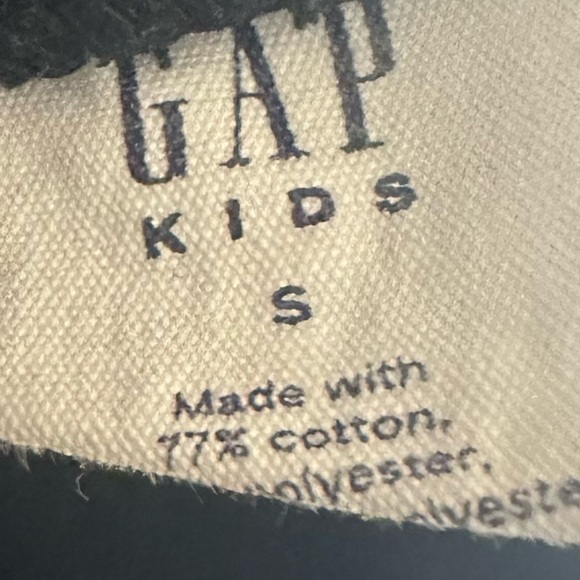 GAP
KIDS
S
Made with
77% cotton,
polyester,